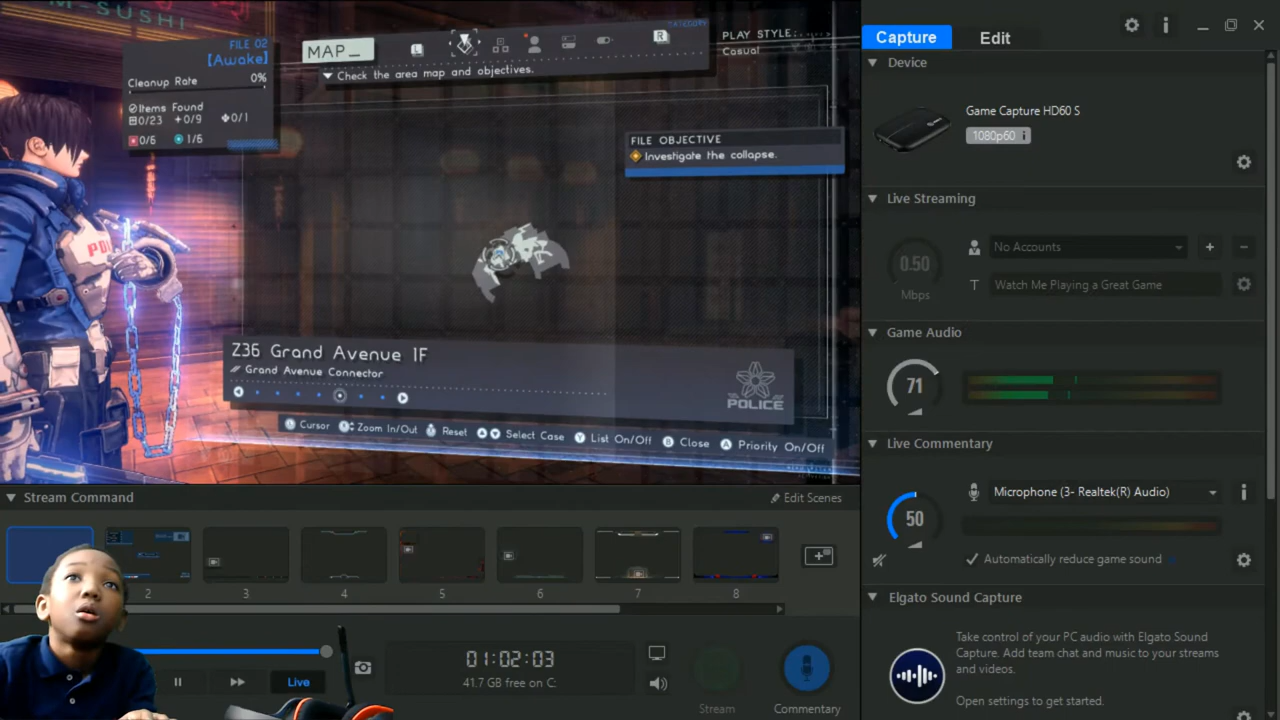 M-SUSHI
FILE 02
[Awake]
Cleanup Rate 0%
Items Found
0/23 0/9 0/1
0/6 1/6
MAP_
L
R
Check the area map and objectives.
PLAY STYLE:
Casual
FILE OBJECTIVE
Investigate the collapse.
Z36 Grand Avenue 1F
Grand Avenue Connector
POLICE
Cursor Zoom In/Out Reset Select Case Y List On/Off B Close A Priority On/Off
Capture Edit
Device
Game Capture HD60 S
1080p60 i
Live Streaming
0.50
Mbps
No Accounts
T Watch Me Playing a Great Game
Game Audio
71
Live Commentary
50
Microphone (3- Realtek(R) Audio)
Automatically reduce game sound
Elgato Sound Capture
Take control of your PC audio with Elgato Sound
Capture. Add team chat and music to your streams
and videos.
Open settings to get started.
Stream Command
Edit Scenes
2 3 4 5 6 7 8
Live
01:02:03
41.7 GB free on C:
Stream
Commentary